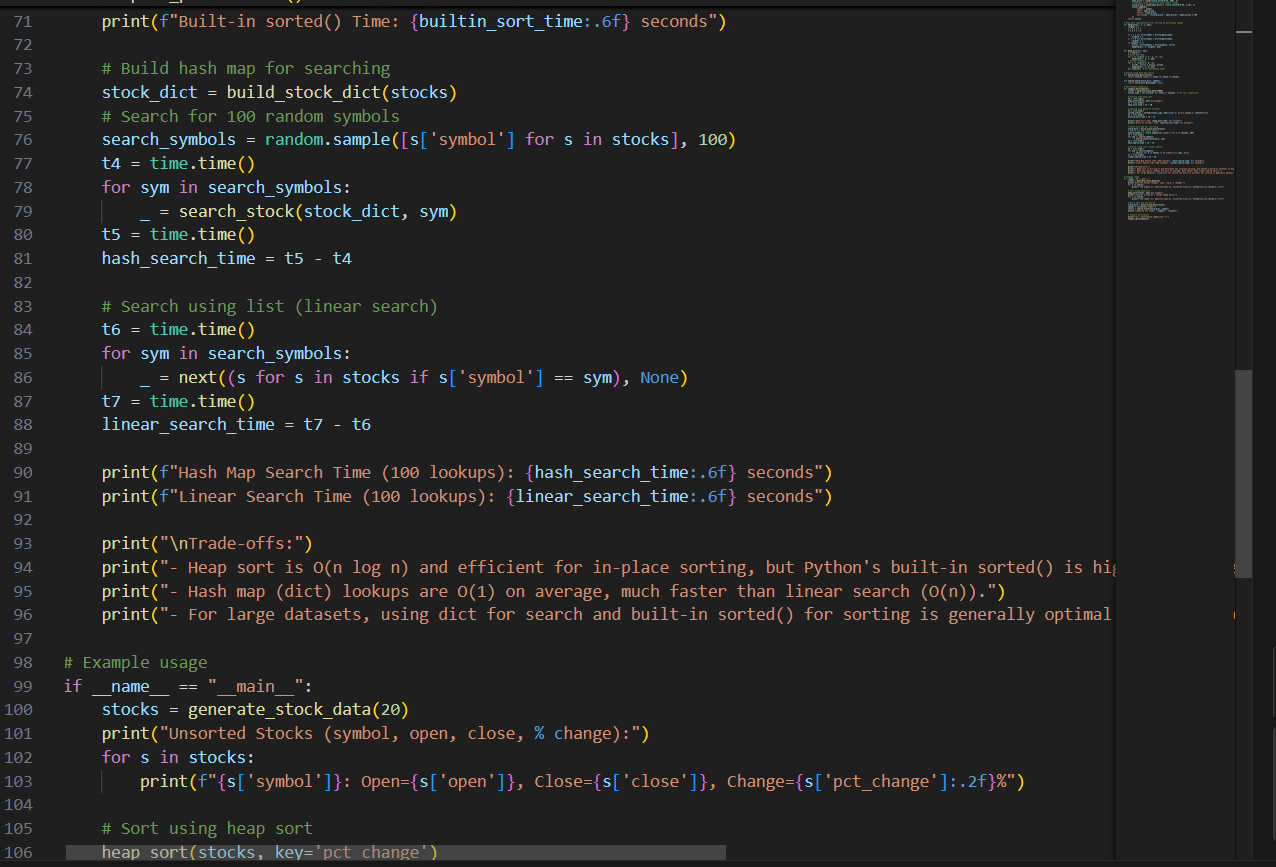 71 print(f"Built-in sorted() Time: {builtin_sort_time:.6f} seconds")
72
73 # Build hash map for searching
74 stock_dict = build_stock_dict(stocks)
75 # Search for 100 random symbols
76 search_symbols = random.sample([s['symbol'] for s in stocks], 100)
77 t4 = time.time()
78 for sym in search_symbols:
79 _ = search_stock(stock_dict, sym)
80 t5 = time.time()
81 hash_search_time = t5 - t4
82
83 # Search using list (linear search)
84 t6 = time.time()
85 for sym in search_symbols:
86 _ = next((s for s in stocks if s['symbol'] == sym), None)
87 t7 = time.time()
88 linear_search_time = t7 - t6
89
90 print(f"Hash Map Search Time (100 lookups): {hash_search_time:.6f} seconds")
91 print(f"Linear Search Time (100 lookups): {linear_search_time:.6f} seconds")
92
93 print("\nTrade-offs:")
94 print("- Heap sort is O(n log n) and efficient for in-place sorting, but Python's built-in sorted() is hig
95 print("- Hash map (dict) lookups are O(1) on average, much faster than linear search (O(n)).")
96 print("- For large datasets, using dict for search and built-in sorted() for sorting is generally optimal
97
98 # Example usage
99 if __name__ == "__main__":
100 stocks = generate_stock_data(20)
101 print("Unsorted Stocks (symbol, open, close, % change):")
102 for s in stocks:
103 print(f"{s['symbol']}: Open={s['open']}, Close={s['close']}, Change={s['pct_change']:.2f}%")
104
105 # Sort using heap sort
106 heap_sort(stocks, key='pct_change')